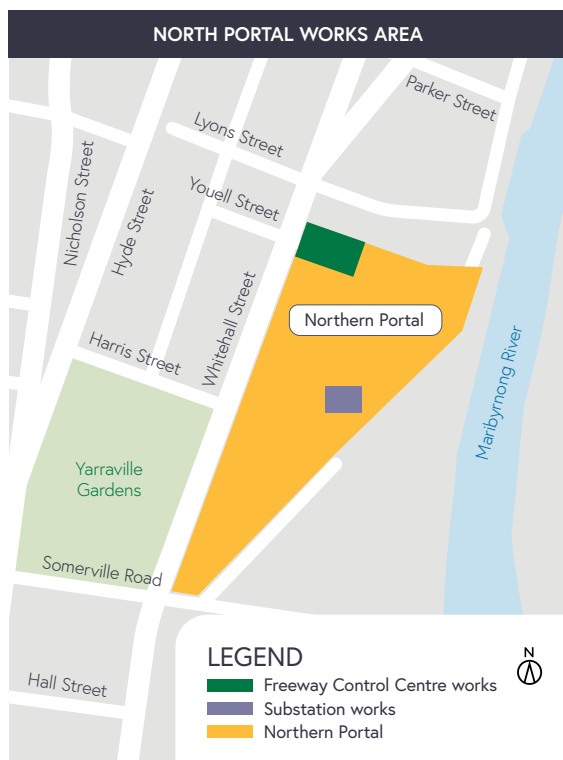 NORTH PORTAL WORKS AREA
Parker Street
Lyons Street
Nicholson Street
Youell Street
Hyde Street
Whitehall Street
Northern Portal
Harris Street
Maribyrnong River
Yarraville
Gardens
Somerville Road
Hall Street
LEGEND
N
Freeway Control Centre works
Substation works
Northern Portal